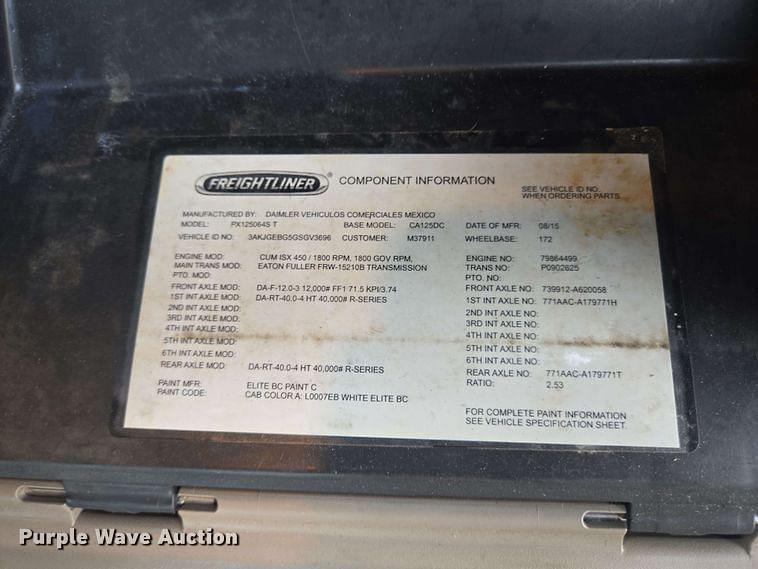 FREIGHTLINER ® COMPONENT INFORMATION
SEE VEHICLE ID NO.
WHEN ORDERING PARTS.
MANUFACTURED BY: DAIMLER VEHICULOS COMERCIALES MEXICO
MODEL: PX125064S T BASE MODEL: CA125DC DATE OF MFR: 08/15
VEHICLE ID NO: 3AKJGEBG5GSGV3696 CUSTOMER: M37911 WHEELBASE: 172
ENGINE MOD: CUM ISX 450 / 1800 RPM, 1800 GOV RPM, ENGINE NO: 79864499
MAIN TRANS MOD: EATON FULLER FRW-15210B TRANSMISSION TRANS NO: P0902625
PTO. MOD: PTO. NO:
FRONT AXLE MOD: DA-F-12.0-3 12,000# FF1 71.5 KPI/3.74 FRONT AXLE NO: 739912-A620058
1ST INT AXLE MOD: DA-RT-40.0-4 HT 40,000# R-SERIES 1ST INT AXLE NO: 771AAC-A179771H
2ND INT AXLE MOD: 2ND INT AXLE NO:
3RD INT AXLE MOD: 3RD INT AXLE NO:
4TH INT AXLE MOD: 4TH INT AXLE NO:
5TH INT AXLE MOD: 5TH INT AXLE NO:
6TH INT AXLE MOD: 6TH INT AXLE NO:
REAR AXLE MOD: DA-RT-40.0-4 HT 40,000# R-SERIES REAR AXLE NO: 771AAC-A179771T
RATIO: 2.53
PAINT MFR: ELITE BC PAINT C
PAINT CODE: CAB COLOR A: L0007EB WHITE ELITE BC
FOR COMPLETE PAINT INFORMATION
SEE VEHICLE SPECIFICATION SHEET.
Purple Wave Auction